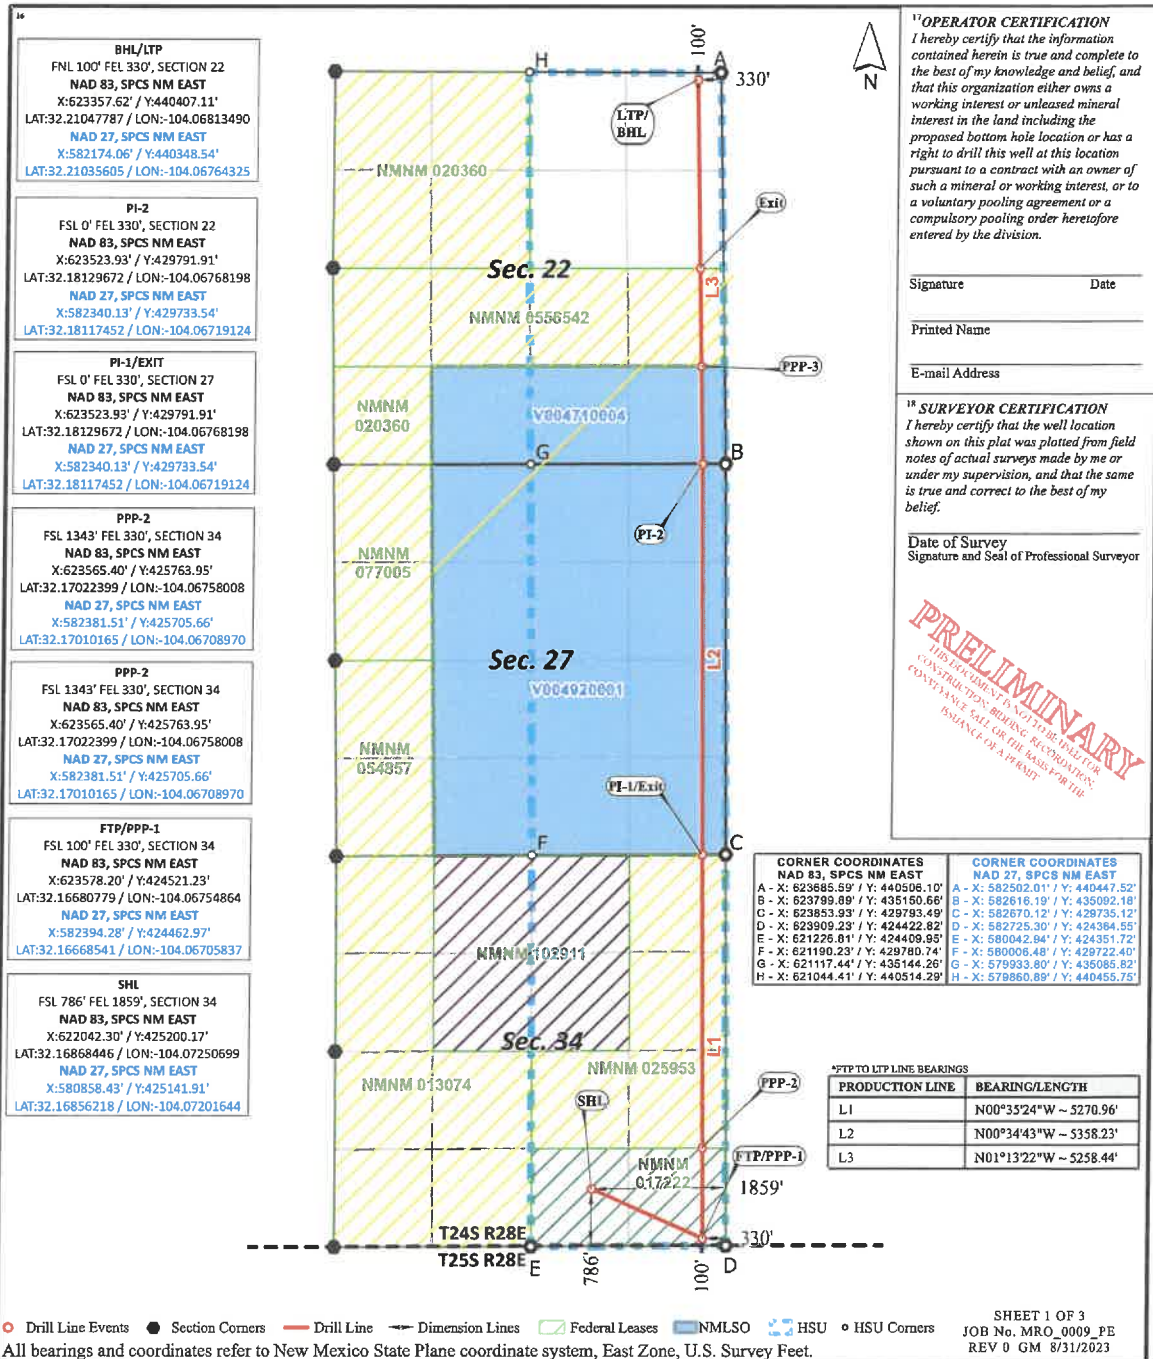 16
BHL/LTP
FNL 100' FEL 330', SECTION 22
NAD 83, SPCS NM EAST
X:623357.62' / Y:440407.11'
LAT:32.21047787 / LON:-104.06813490
NAD 27, SPCS NM EAST
X:582174.06' / Y:440348.54'
LAT:32.21035605 / LON:-104.06764325
PI-2
FSL 0' FEL 330', SECTION 22
NAD 83, SPCS NM EAST
X:623523.93' / Y:429791.91'
LAT:32.18129672 / LON:-104.06768198
NAD 27, SPCS NM EAST
X:582340.13' / Y:429733.54'
LAT:32.18117452 / LON:-104.06719124
PI-1/EXIT
FSL 0' FEL 330', SECTION 27
NAD 83, SPCS NM EAST
X:623523.93' / Y:429791.91'
LAT:32.18129672 / LON:-104.06768198
NAD 27, SPCS NM EAST
X:582340.13' / Y:429733.54'
LAT:32.18117452 / LON:-104.06719124
PPP-2
FSL 1343' FEL 330', SECTION 34
NAD 83, SPCS NM EAST
X:623565.40' / Y:425763.95'
LAT:32.17022399 / LON:-104.06758008
NAD 27, SPCS NM EAST
X:582381.51' / Y:425705.66'
LAT:32.17010165 / LON:-104.06708970
PPP-2
FSL 1343' FEL 330', SECTION 34
NAD 83, SPCS NM EAST
X:623565.40' / Y:425763.95'
LAT:32.17022399 / LON:-104.06758008
NAD 27, SPCS NM EAST
X:582381.51' / Y:425705.66'
LAT:32.17010165 / LON:-104.06708970
FTP/PPP-1
FSL 100' FEL 330', SECTION 34
NAD 83, SPCS NM EAST
X:623578.20' / Y:424521.23'
LAT:32.16680779 / LON:-104.06754864
NAD 27, SPCS NM EAST
X:582394.28' / Y:424462.97'
LAT:32.16668541 / LON:-104.06705837
SHL
FSL 786' FEL 1859', SECTION 34
NAD 83, SPCS NM EAST
X:622042.30' / Y:425200.17'
LAT:32.16868446 / LON:-104.07250699
NAD 27, SPCS NM EAST
X:580858.43' / Y:425141.91'
LAT:32.16856218 / LON:-104.07201644
100'
H
A
330'
N
LTP/
BHL
NMNM 020360
Exit
Sec. 22
L3
NMNM 0556542
PPP-3
NMNM
020360
V004710004
G
B
PI-2
NMNM
077005
Sec. 27
L2
V004920001
NMNM
054857
PI-1/Exit
F
C
NMNM 102911
Sec. 34
L1
NMNM 013074
NMNM 025953
PPP-2
SHL
FTP/PPP-1
NMNM
017222
1859'
T24S R28E
330'
T25S R28E
E
786'
100'
D
17 OPERATOR CERTIFICATION
I hereby certify that the information
contained herein is true and complete to
the best of my knowledge and belief, and
that this organization either owns a
working interest or unleased mineral
interest in the land including the
proposed bottom hole location or has a
right to drill this well at this location
pursuant to a contract with an owner of
such a mineral or working interest, or to
a voluntary pooling agreement or a
compulsory pooling order heretofore
entered by the division.
Signature Date
Printed Name
E-mail Address
18 SURVEYOR CERTIFICATION
I hereby certify that the well location
shown on this plat was plotted from field
notes of actual surveys made by me or
under my supervision, and that the same
is true and correct to the best of my
belief.
Date of Survey
Signature and Seal of Professional Surveyor
PRELIMINARY
THIS DOCUMENT IS NOT TO BE USED FOR
CONSTRUCTION, BIDDING, RECORDATION,
CONVEYANCE, SALE, OR THE BASIS FOR THE
ISSUANCE OF A PERMIT
CORNER COORDINATES
NAD 83, SPCS NM EAST
A - X: 623685.59' / Y: 440506.10'
B - X: 623799.89' / Y: 435150.66'
C - X: 623853.93' / Y: 429793.49'
D - X: 623909.23' / Y: 424422.82'
E - X: 621226.81' / Y: 424409.95'
F - X: 621190.23' / Y: 429780.74'
G - X: 621117.44' / Y: 435144.26'
H - X: 621044.41' / Y: 440514.29'
CORNER COORDINATES
NAD 27, SPCS NM EAST
A - X: 582502.01' / Y: 440447.52'
B - X: 582616.19' / Y: 435092.18'
C - X: 582670.12' / Y: 429735.12'
D - X: 582725.30' / Y: 424364.55'
E - X: 580042.94' / Y: 424351.72'
F - X: 580006.48' / Y: 429722.40'
G - X: 579933.80' / Y: 435085.82'
H - X: 579860.89' / Y: 440455.75'
*FTP TO LTP LINE BEARINGS
PRODUCTION LINE BEARING/LENGTH
L1 N00°35'24"W ~ 5270.96'
L2 N00°34'43"W ~ 5358.23'
L3 N01°13'22"W ~ 5258.44'
Drill Line Events Section Corners Drill Line Dimension Lines Federal Leases NMLSO HSU HSU Corners
All bearings and coordinates refer to New Mexico State Plane coordinate system, East Zone, U.S. Survey Feet.
SHEET 1 OF 3
JOB No. MRO_0009_PE
REV 0 GM 8/31/2023